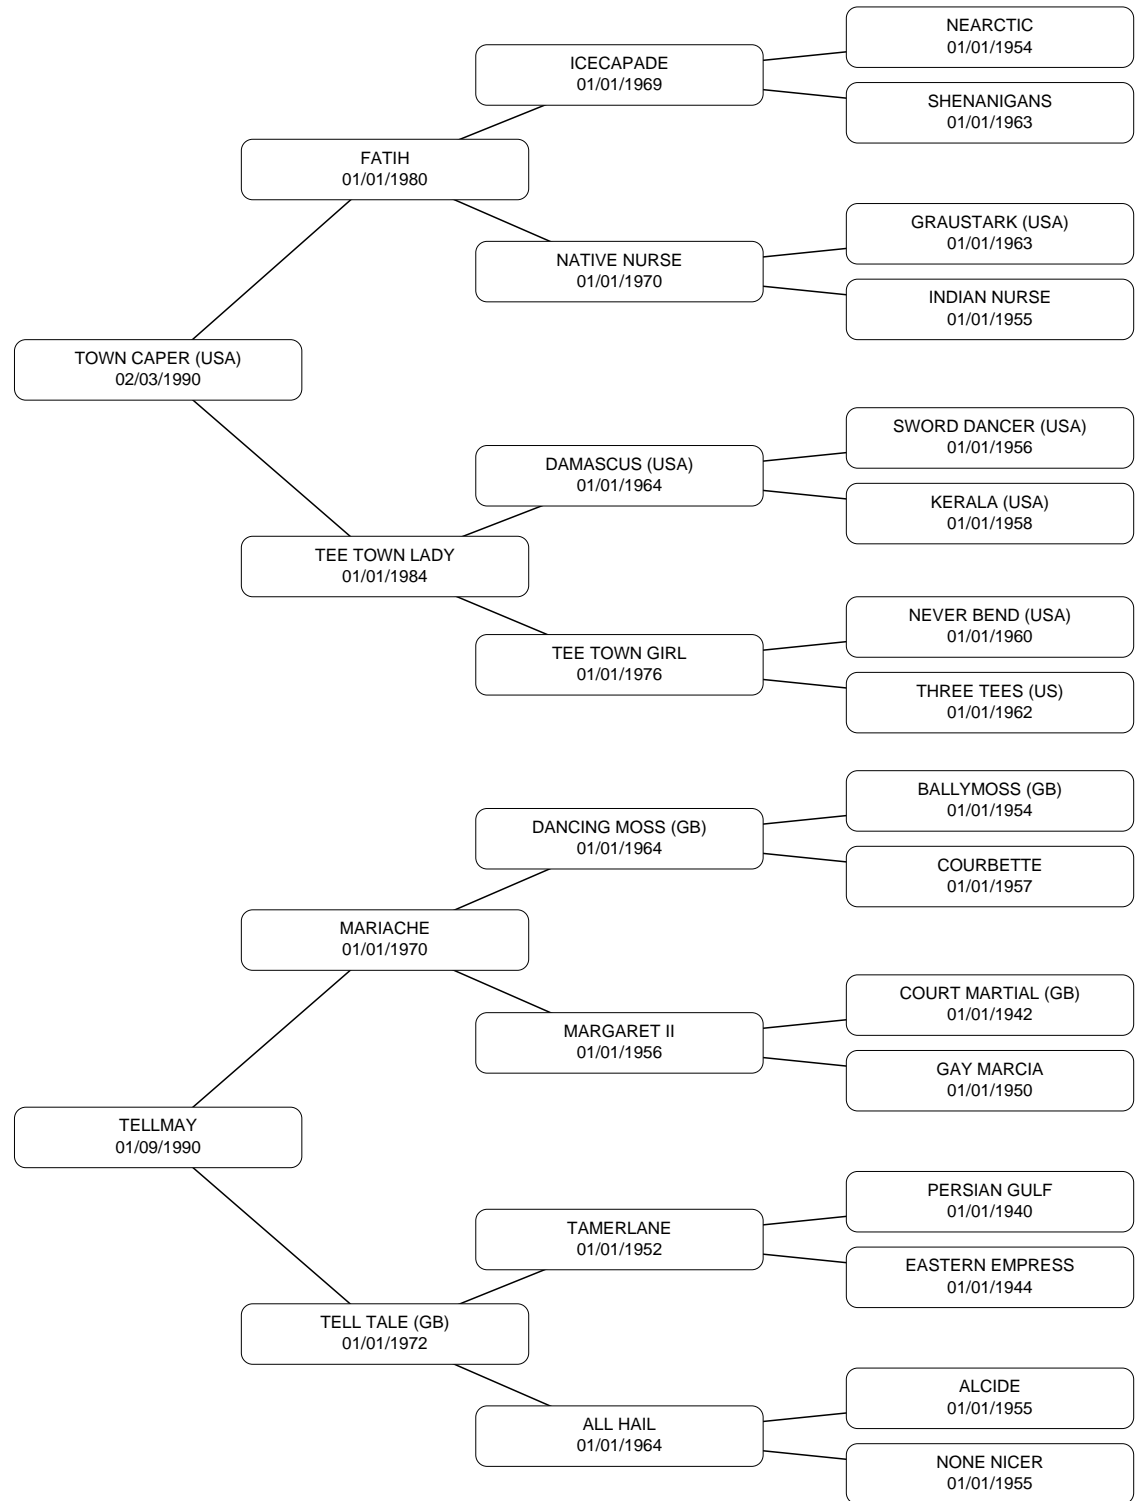 NEARCTIC
01/01/1954
ICECAPADE
01/01/1969
SHENANIGANS
01/01/1963
FATIH
01/01/1980
GRAUSTARK (USA)
01/01/1963
NATIVE NURSE
01/01/1970
INDIAN NURSE
01/01/1955
TOWN CAPER (USA)
02/03/1990
SWORD DANCER (USA)
01/01/1956
DAMASCUS (USA)
01/01/1964
KERALA (USA)
01/01/1958
TEE TOWN LADY
01/01/1984
NEVER BEND (USA)
01/01/1960
TEE TOWN GIRL
01/01/1976
THREE TEES (US)
01/01/1962
BALLYMOSS (GB)
01/01/1954
DANCING MOSS (GB)
01/01/1964
COURBETTE
01/01/1957
MARIACHE
01/01/1970
COURT MARTIAL (GB)
01/01/1942
MARGARET II
01/01/1956
GAY MARCIA
01/01/1950
TELLMAY
01/09/1990
PERSIAN GULF
01/01/1940
TAMERLANE
01/01/1952
EASTERN EMPRESS
01/01/1944
TELL TALE (GB)
01/01/1972
ALCIDE
01/01/1955
ALL HAIL
01/01/1964
NONE NICER
01/01/1955